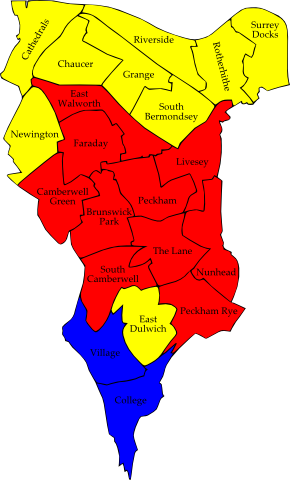 Surrey
Docks
Cathedrals
Riverside
Rotherhithe
Chaucer
Grange
East
Walworth
South
Bermondsey
Newington
Faraday
Livesey
Camberwell
Green
Peckham
Brunswick
Park
The Lane
South
Camberwell
Nunhead
Peckham Rye
East
Dulwich
Village
College